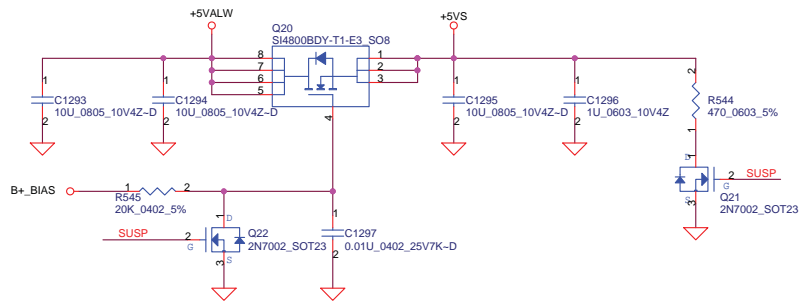 +5VALW
+5VS
Q20
SI4800BDY-T1-E3_SO8
8
7
6
5
1
2
3
4
1
C1293
10U_0805_10V4Z~D
2
1
C1294
10U_0805_10V4Z~D
2
1
C1295
10U_0805_10V4Z~D
2
1
C1296
1U_0603_10V4Z
2
2
R544
470_0603_5%
1
B+_BIAS
1
2
R545
20K_0402_5%
SUSP
2
G
1
D
3
S
Q22
2N7002_SOT23
1
C1297
0.01U_0402_25V7K~D
2
1
D
2
G
SUSP
3
S
Q21
2N7002_SOT23